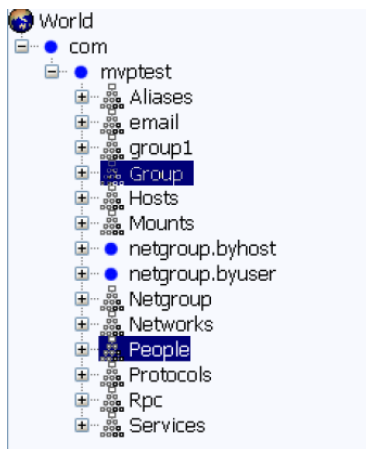 World
com
mvptest
Aliases
email
group1
Group
Hosts
Mounts
netgroup.byhost
netgroup.byuser
Netgroup
Networks
People
Protocols
Rpc
Services